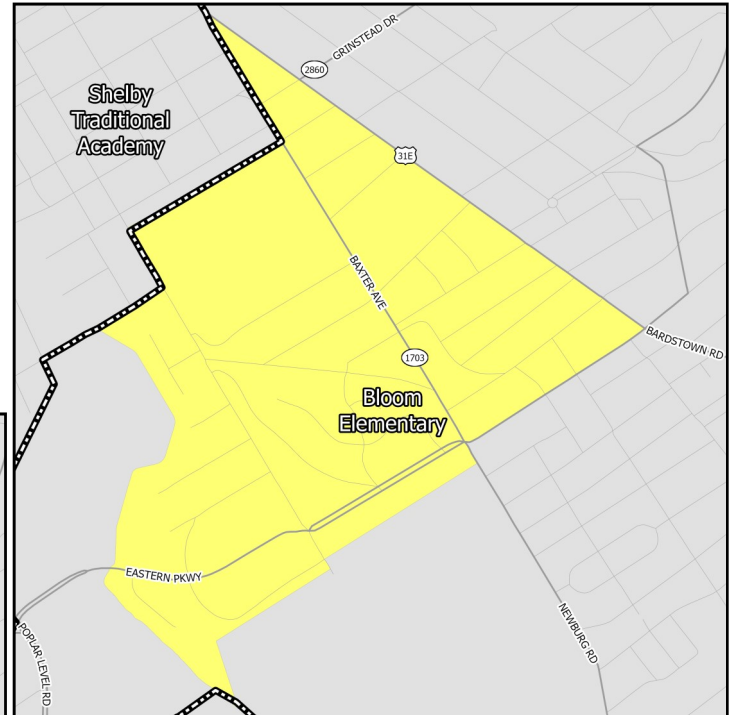 GRINSTEAD DR
2860
Shelby
Traditional
Academy
31E
BAXTER AVE
BARDSTOWN RD
1703
Bloom
Elementary
EASTERN PKWY
NEWBURG RD
POPLAR LEVEL RD